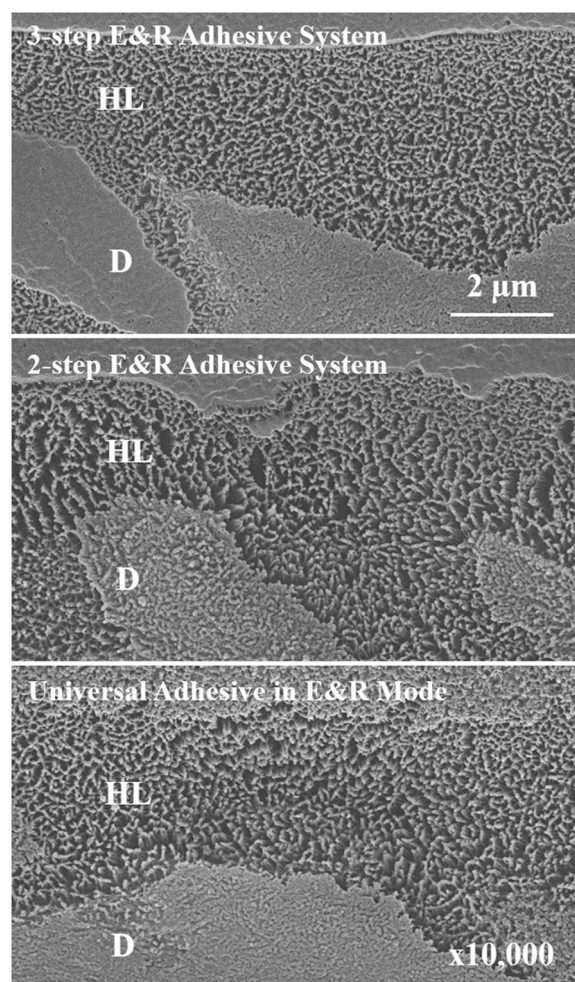 3-step E&R Adhesive System
HL
D
2 µm
2-step E&R Adhesive System
HL
D
Universal Adhesive in E&R Mode
HL
D
x10,000